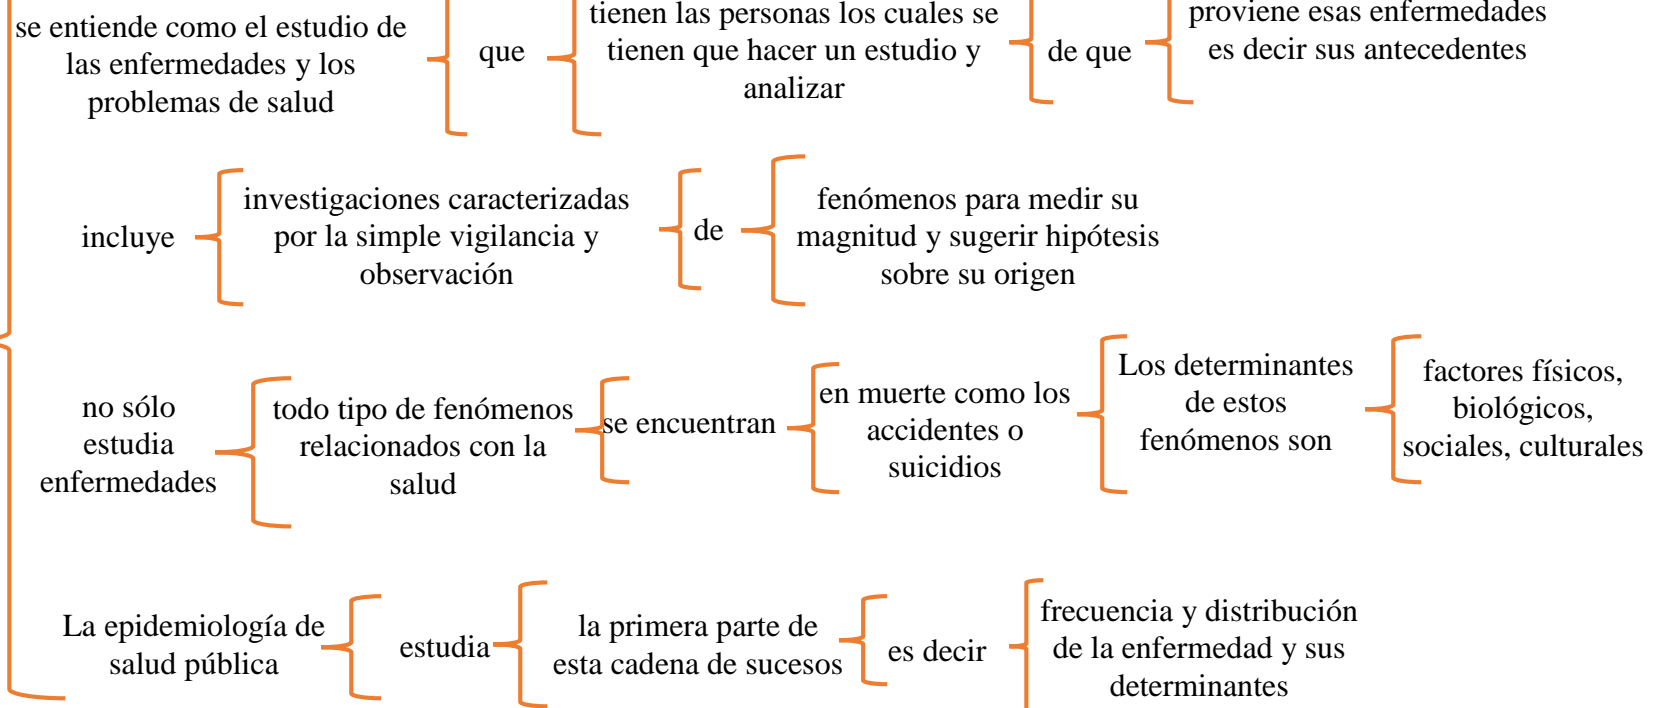 se entiende como el estudio de
las enfermedades y los
problemas de salud
que
tienen las personas los cuales se
tienen que hacer un estudio y
analizar
de que
proviene esas enfermedades
es decir sus antecedentes
incluye
investigaciones caracterizadas
por la simple vigilancia y
observación
de
fenómenos para medir su
magnitud y sugerir hipótesis
sobre su origen
no sólo
estudia
enfermedades
todo tipo de fenómenos
relacionados con la
salud
se encuentran
en muerte como los
accidentes o
suicidios
Los determinantes
de estos
fenómenos son
factores físicos,
biológicos,
sociales, culturales
La epidemiología de
salud pública
estudia
la primera parte de
esta cadena de sucesos
es decir
frecuencia y distribución
de la enfermedad y sus
determinantes